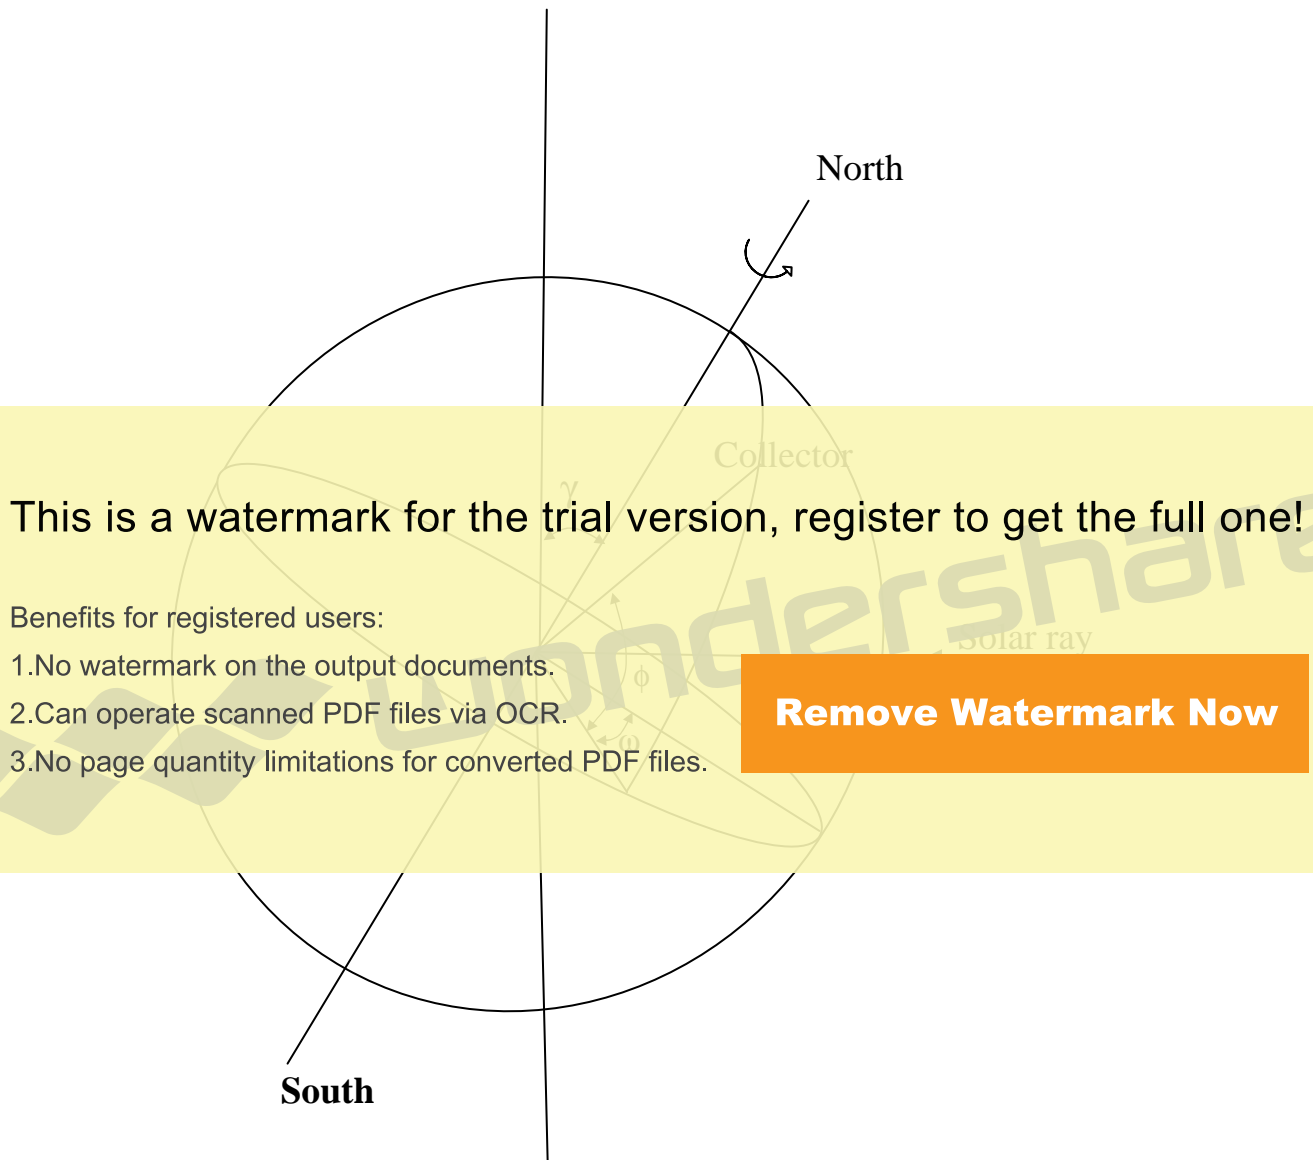 North
Collector
γ
This is a watermark for the trial version, register to get the full one!
wondershare
Benefits for registered users:
Solar ray
1.No watermark on the output documents.
ϕ
Remove Watermark Now
2.Can operate scanned PDF files via OCR.
ω
3.No page quantity limitations for converted PDF files.
South